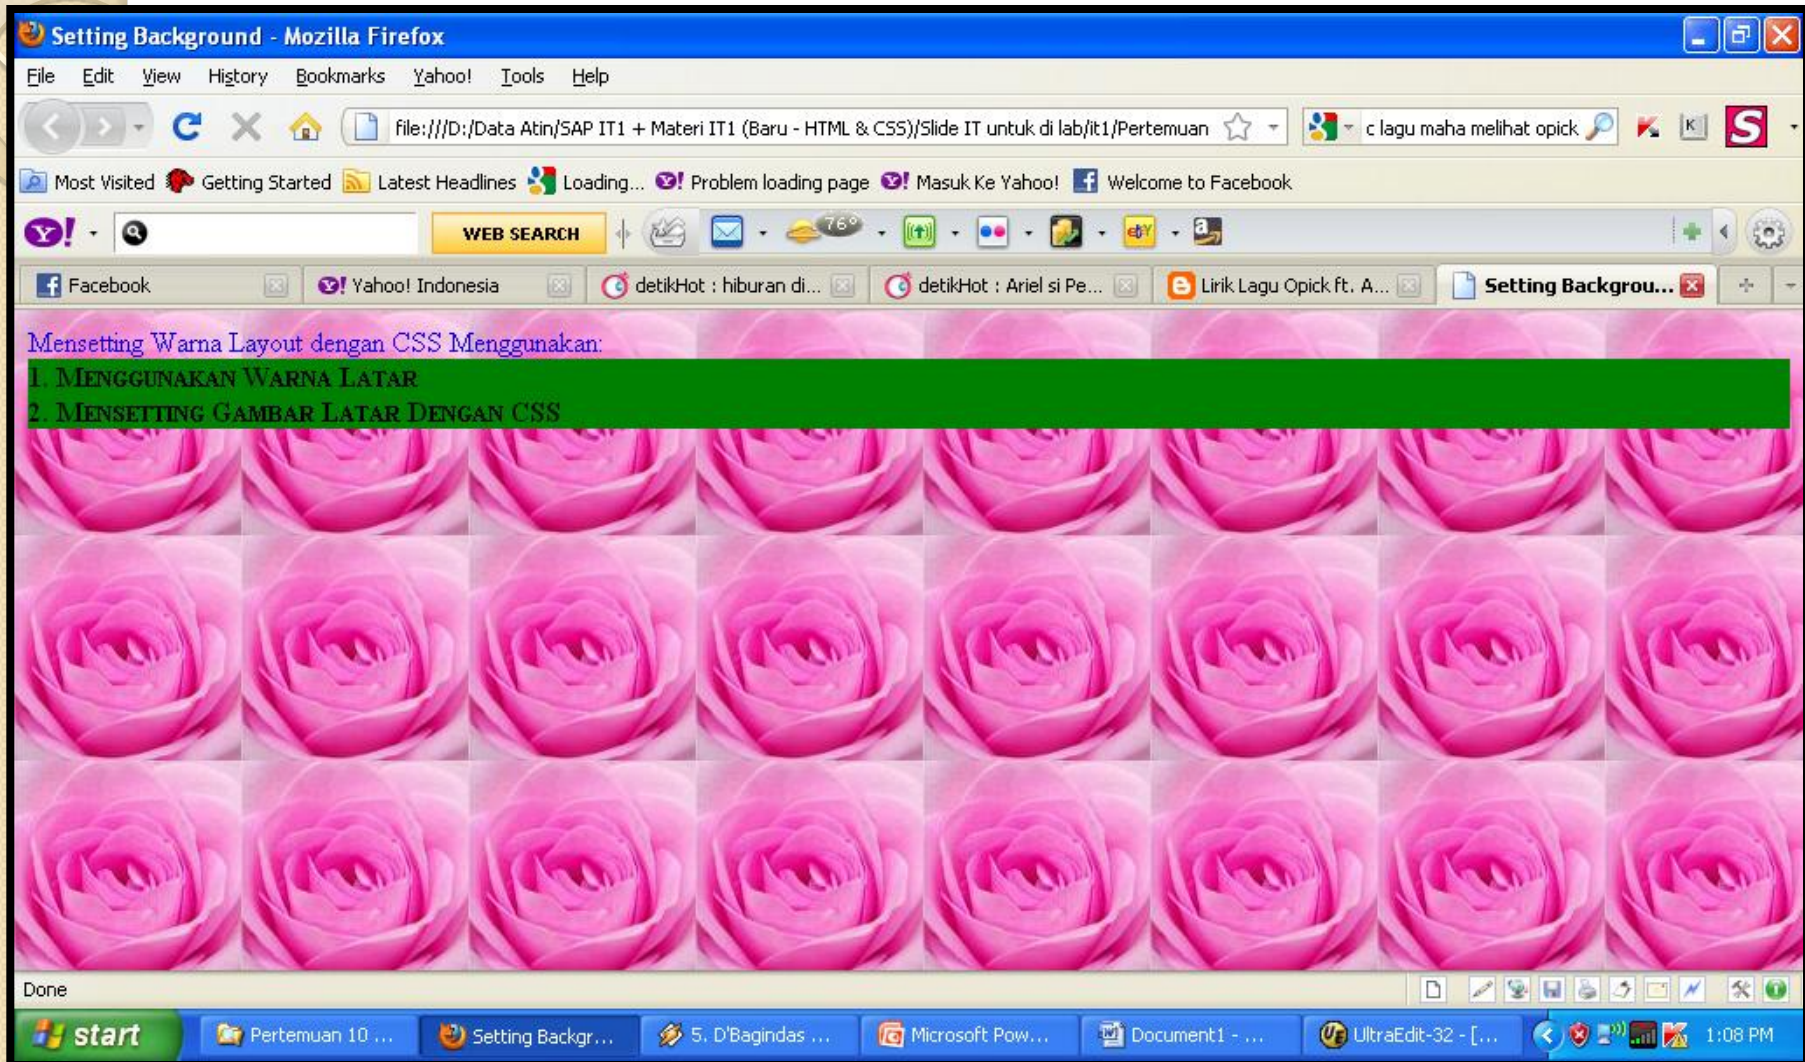 Setting Background - Mozilla Firefox
File Edit View History Bookmarks Yahoo! Tools Help
file:///D:/Data Atin/SAP IT1 + Materi IT1 (Baru - HTML & CSS)/Slide IT untuk di lab/it1/Pertemuan c lagu maha melihat opick K S
Most Visited Getting Started Latest Headlines Loading... Problem loading page Masuk Ke Yahoo! Welcome to Facebook
Y! WEB SEARCH 76° ebY a
Facebook Yahoo! Indonesia detikHot : hiburan di... detikHot : Ariel si Pe... Lirik Lagu Opick ft. A... Setting Backgrou...
Mensetting Warna Layout dengan CSS Menggunakan:
1. MENGGUNAKAN WARNA LATAR
2. MENSETTING GAMBAR LATAR DENGAN CSS
Done
start Pertemuan 10 ... Setting Backgr... 5. D'Bagindas ... Microsoft Pow... Document1 - ... UltraEdit-32 - [... 1:08 PM